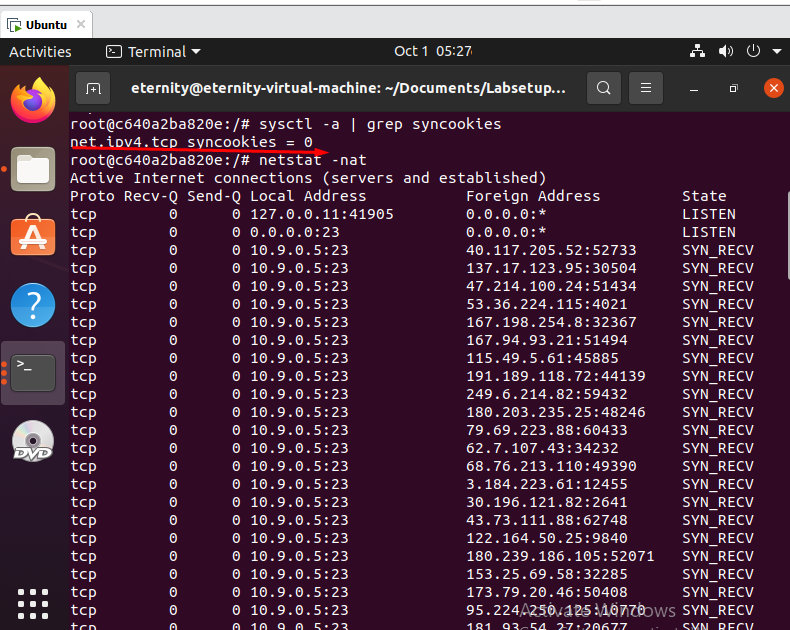 Ubuntu
Activities
Terminal
Oct 1 05:27
eternity@eternity-virtual-machine: ~/Documents/Labsetup...
root@c640a2ba820e:/# sysctl -a | grep syncookies
net.ipv4.tcp_syncookies = 0
root@c640a2ba820e:/# netstat -nat
Active Internet connections (servers and established)
Proto Recv-Q Send-Q Local Address Foreign Address State
tcp 0 0 127.0.0.11:41905 0.0.0.0:* LISTEN
tcp 0 0 0.0.0.0:23 0.0.0.0:* LISTEN
tcp 0 0 10.9.0.5:23 40.117.205.52:52733 SYN_RECV
tcp 0 0 10.9.0.5:23 137.17.123.95:30504 SYN_RECV
tcp 0 0 10.9.0.5:23 47.214.100.24:51434 SYN_RECV
tcp 0 0 10.9.0.5:23 53.36.224.115:4021 SYN_RECV
tcp 0 0 10.9.0.5:23 167.198.254.8:32367 SYN_RECV
tcp 0 0 10.9.0.5:23 167.94.93.21:51494 SYN_RECV
tcp 0 0 10.9.0.5:23 115.49.5.61:45885 SYN_RECV
tcp 0 0 10.9.0.5:23 191.189.118.72:44139 SYN_RECV
tcp 0 0 10.9.0.5:23 249.6.214.82:59432 SYN_RECV
tcp 0 0 10.9.0.5:23 180.203.235.25:48246 SYN_RECV
tcp 0 0 10.9.0.5:23 79.69.223.88:60433 SYN_RECV
tcp 0 0 10.9.0.5:23 62.7.107.43:34232 SYN_RECV
tcp 0 0 10.9.0.5:23 68.76.213.110:49390 SYN_RECV
tcp 0 0 10.9.0.5:23 3.184.223.61:12455 SYN_RECV
tcp 0 0 10.9.0.5:23 30.196.121.82:2641 SYN_RECV
tcp 0 0 10.9.0.5:23 43.73.111.88:62748 SYN_RECV
tcp 0 0 10.9.0.5:23 122.164.50.25:9840 SYN_RECV
tcp 0 0 10.9.0.5:23 180.239.186.105:52071 SYN_RECV
tcp 0 0 10.9.0.5:23 153.25.69.58:32285 SYN_RECV
tcp 0 0 10.9.0.5:23 173.79.20.46:50408 SYN_RECV
tcp 0 0 10.9.0.5:23 95.224.250.125:10770 SYN_RECV
tcp 0 0 10.9.0.5:23 181.93.54.27:20677 SYN_RECV
Activate Windows
DVD